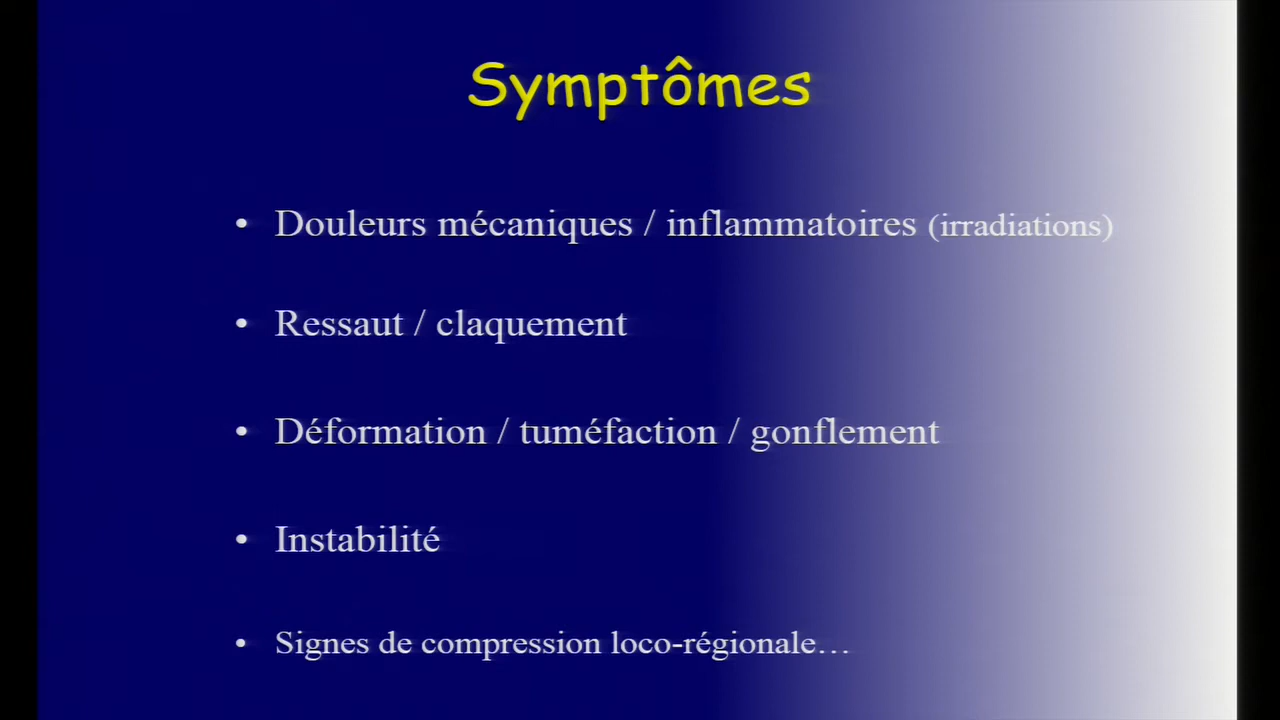 Symptômes
• Douleurs mécaniques / inflammatoires (irradiations)
• Ressaut / claquement
• Déformation / tuméfaction / gonflement
• Instabilité
• Signes de compression loco-régionale…